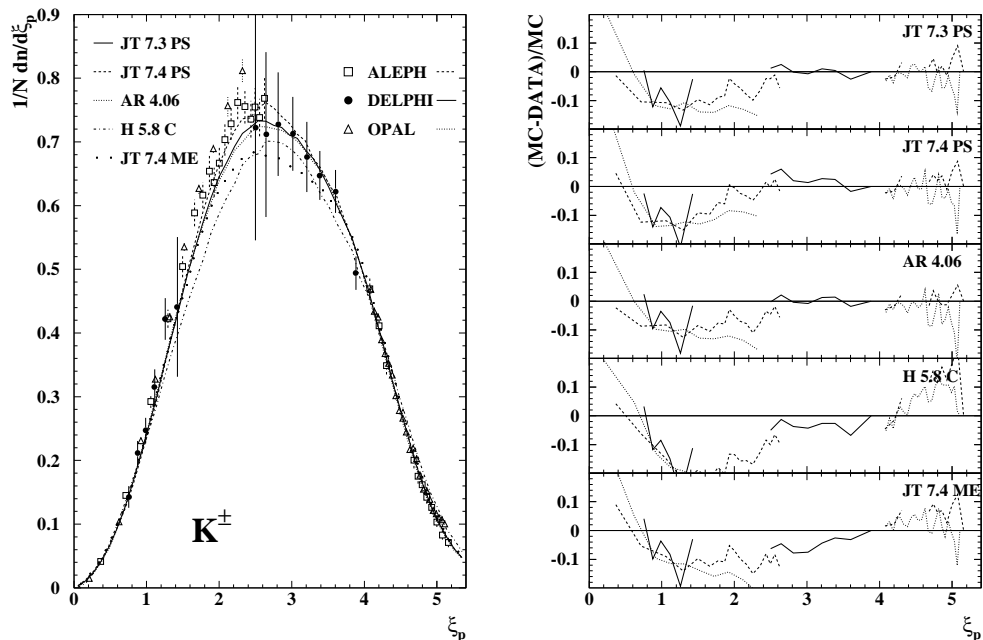 1/N dn/dξp
0.9
0.8
0.7
0.6
0.5
0.4
0.3
0.2
0.1
0
JT 7.3 PS
JT 7.4 PS
AR 4.06
H 5.8 C
JT 7.4 ME
ALEPH
DELPHI
OPAL
K±
0 1 2 3 4 5
ξp
(MC-DATA)/MC
0.1
0
-0.1
JT 7.3 PS
0.1
0
-0.1
JT 7.4 PS
0.1
0
-0.1
AR 4.06
0.1
0
-0.1
H 5.8 C
0.1
0
-0.1
JT 7.4 ME
0 1 2 3 4 5
ξp